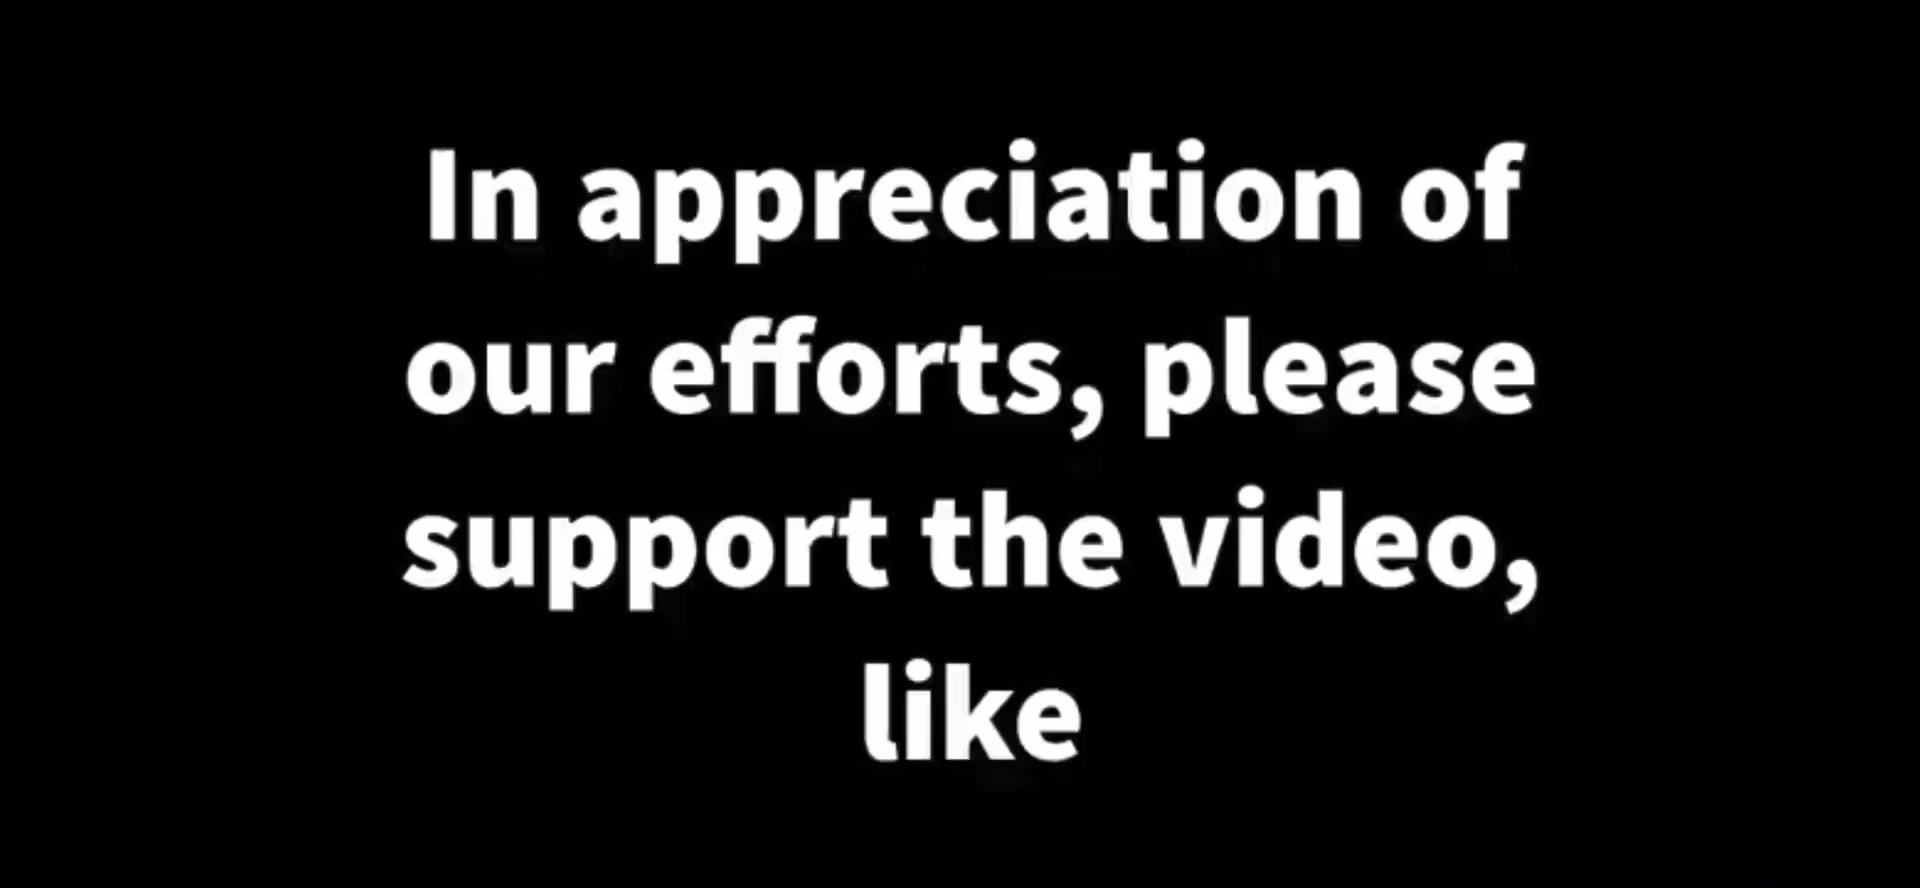 In appreciation of
our efforts, please
support the video,
like